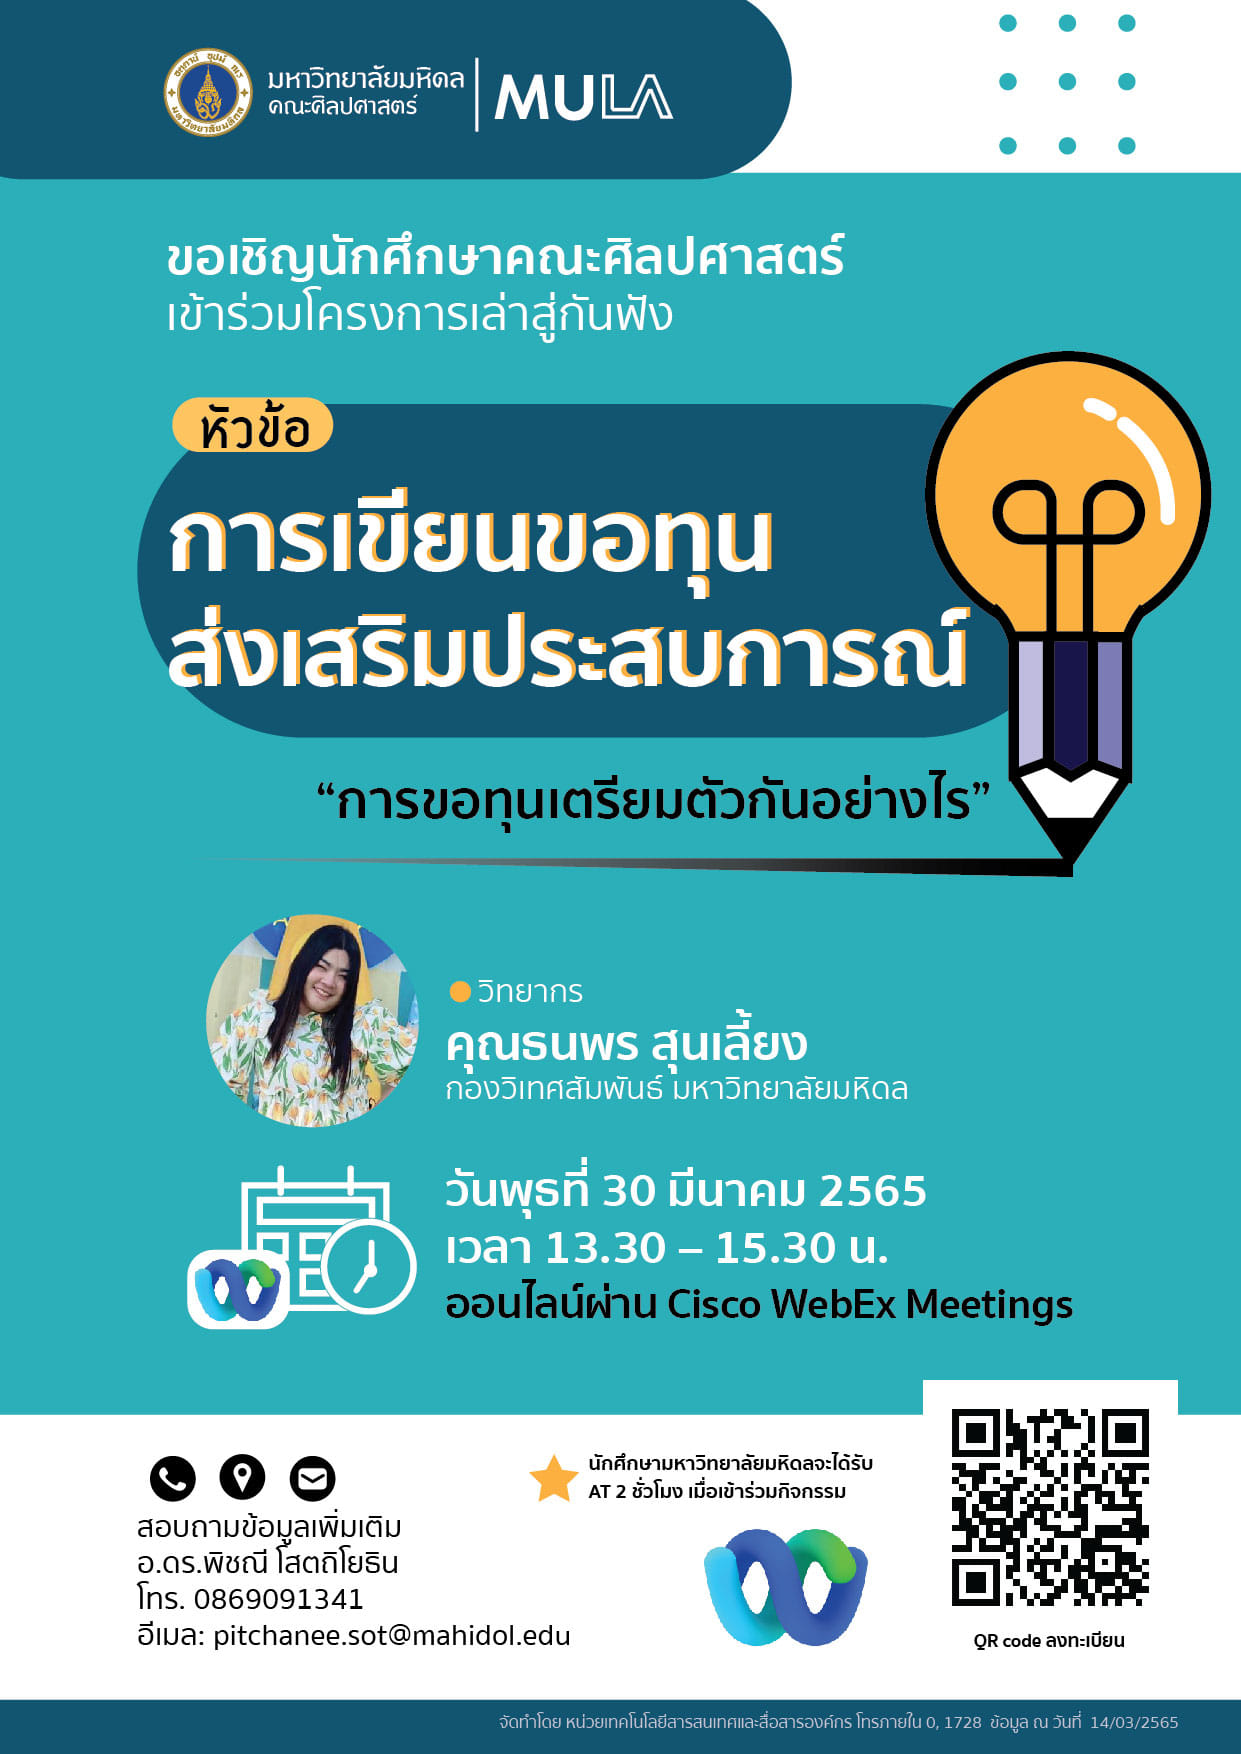 มหาวิทยาลัยมหิดล
คณะศิลปศาสตร์
MULA
ขอเชิญนักศึกษาคณะศิลปศาสตร์
เข้าร่วมโครงการเล่าสู่กันฟัง
หัวข้อ
การเขียนขอทุน
ส่งเสริมประสบการณ์
“การขอทุนเตรียมตัวกันอย่างไร”
วิทยากร
คุณธนพร สุนเลี้ยง
กองวิเทศสัมพันธ์ มหาวิทยาลัยมหิดล
วันพุธที่ 30 มีนาคม 2565
เวลา 13.30 – 15.30 น.
ออนไลน์ผ่าน Cisco WebEx Meetings
นักศึกษามหาวิทยาลัยมหิดลจะได้รับ
AT 2 ชั่วโมง เมื่อเข้าร่วมกิจกรรม
สอบถามข้อมูลเพิ่มเติม
อ.ดร.พิชณี โสตถิโยธิน
โทร. 0869091341
อีเมล: pitchanee.sot@mahidol.edu
QR code ลงทะเบียน
จัดทำโดย หน่วยเทคโนโลยีสารสนเทศและสื่อสารองค์กร โทรภายใน 0, 1728 ข้อมูล ณ วันที่ 14/03/2565